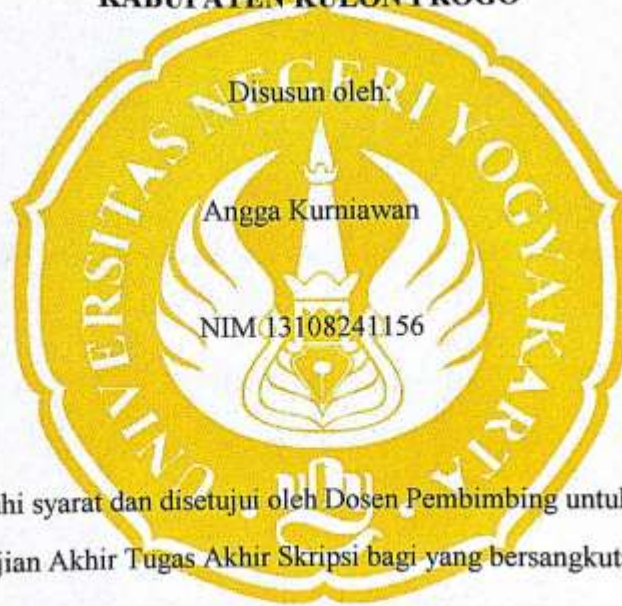 KABUPATEN KULON PROGO
Disusun oleh:
Angga Kurniawan
NIM 13108241156
UNIVERSITAS NEGERI YOGYAKARTA
hi syarat dan disetujui oleh Dosen Pembimbing untuk
jian Akhir Tugas Akhir Skripsi bagi yang bersangkut